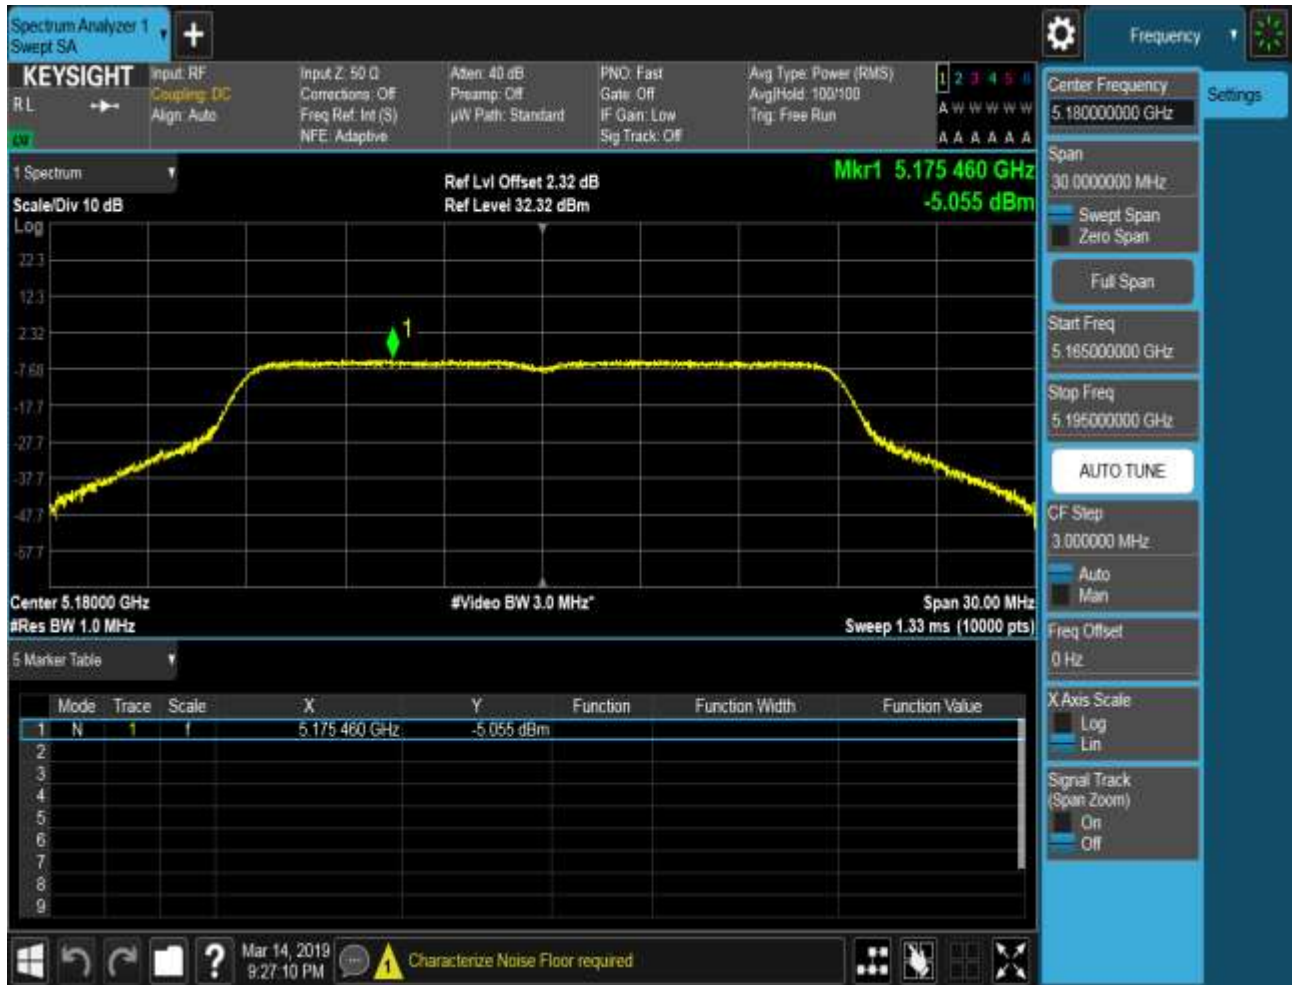 Spectrum Analyzer 1
Swept SA
Frequency
KEYSIGHT
RL
Input: RF
Coupling: DC
Align: Auto
Input Z: 50 Ω
Corrections: Off
Freq Ref: Int (S)
NFE: Adaptive
Atten: 40 dB
Preamp: Off
µW Path: Standard
PNO: Fast
Gate: Off
IF Gain: Low
Sig Track: Off
Avg Type: Power (RMS)
Avg|Hold: 100/100
Trig: Free Run
1 2 3 4 5 6
A W W W W W
A A A A A A
1 Spectrum
Scale/Div 10 dB
Ref Lvl Offset 2.32 dB
Ref Level 32.32 dBm
Mkr1 5.175 460 GHz
-5.055 dBm
Log
22.3
12.3
2.32
-7.68
-17.7
-27.7
-37.7
-47.7
-57.7
1
Center 5.18000 GHz
#Video BW 3.0 MHz*
Span 30.00 MHz
#Res BW 1.0 MHz
Sweep 1.33 ms (10000 pts)
5 Marker Table
Mode Trace Scale X Y Function Function Width Function Value
1 N 1 f 5.175 460 GHz -5.055 dBm
2
3
4
5
6
7
8
9
Mar 14, 2019
9:27:10 PM
Characterize Noise Floor required
Center Frequency
5.180000000 GHz
Settings
Span
30.0000000 MHz
Swept Span
Zero Span
Full Span
Start Freq
5.165000000 GHz
Stop Freq
5.195000000 GHz
AUTO TUNE
CF Step
3.000000 MHz
Auto
Man
Freq Offset
0 Hz
X Axis Scale
Log
Lin
Signal Track
(Span Zoom)
On
Off